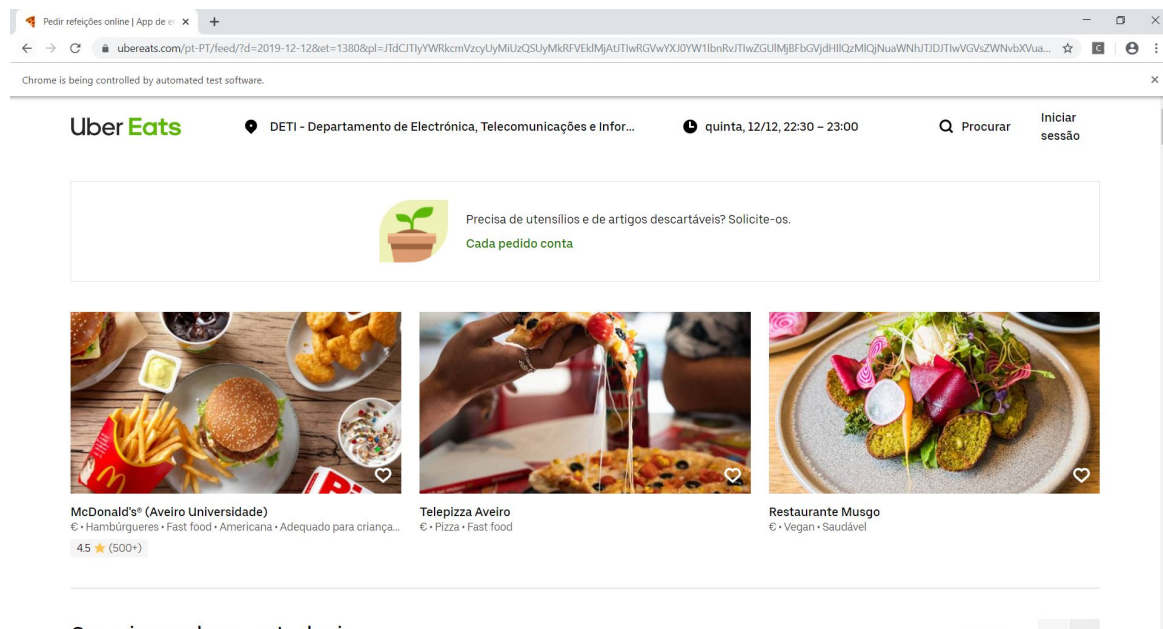 Pedir refeições online | App de e
ubereats.com/pt-PT/feed/?d=2019-12-12&et=1380&pl=
Chrome is being controlled by automated test software.
Uber Eats
DETI - Departamento de Electrónica, Telecomunicações e Infor...
quinta, 12/12, 22:30 – 23:00
Procurar
Iniciar
sessão
Precisa de utensílios e de artigos descartáveis? Solicite-os.
Cada pedido conta
McDonald's® (Aveiro Universidade)
€ • Hambúrgueres • Fast food • Americana • Adequado para criança...
4.5 ★ (500+)
Telepizza Aveiro
€ • Pizza • Fast food
Restaurante Musgo
€ • Vegan • Saudável